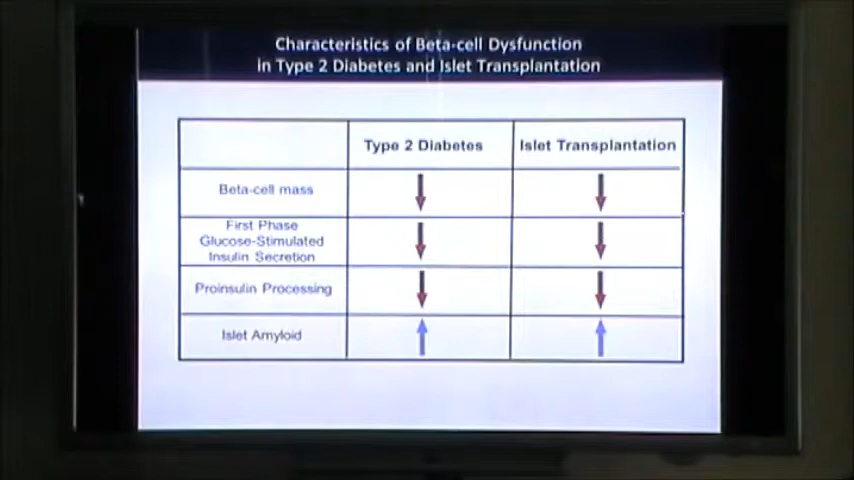 Characteristics of Beta-cell Dysfunction
in Type 2 Diabetes and Islet Transplantation
Type 2 Diabetes
Islet Transplantation
Beta-cell mass
First Phase
Glucose-Stimulated
Insulin Secretion
Proinsulin Processing
Islet Amyloid